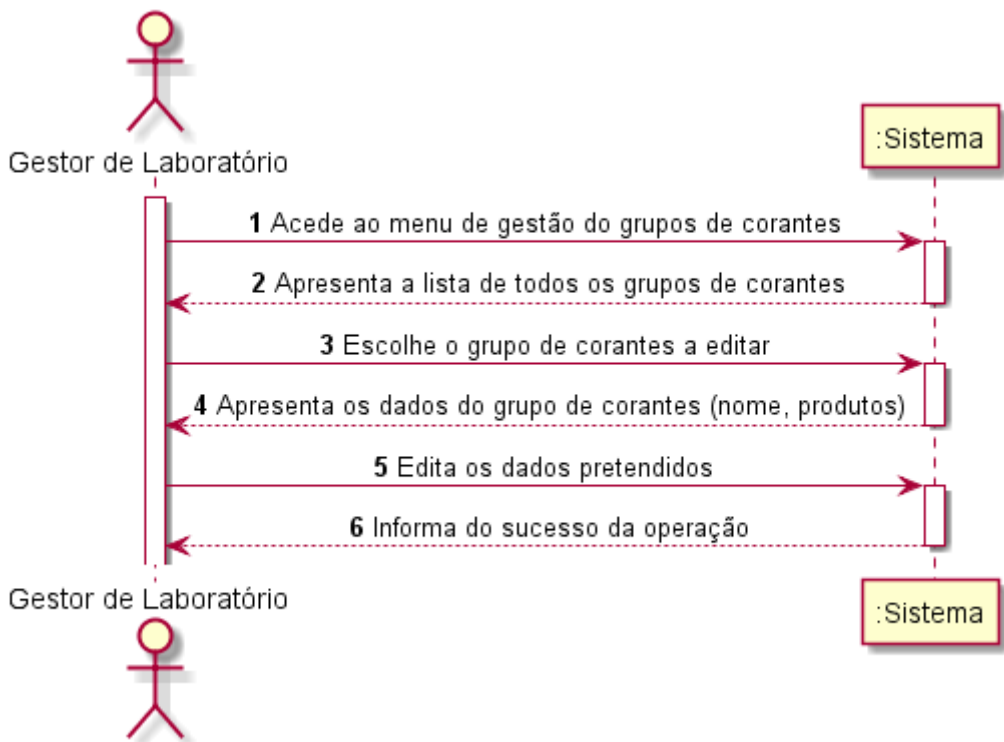 Gestor de Laboratório
:Sistema
1 Acede ao menu de gestão do grupos de corantes
2 Apresenta a lista de todos os grupos de corantes
3 Escolhe o grupo de corantes a editar
4 Apresenta os dados do grupo de corantes (nome, produtos)
5 Edita os dados pretendidos
6 Informa do sucesso da operação
Gestor de Laboratório
:Sistema